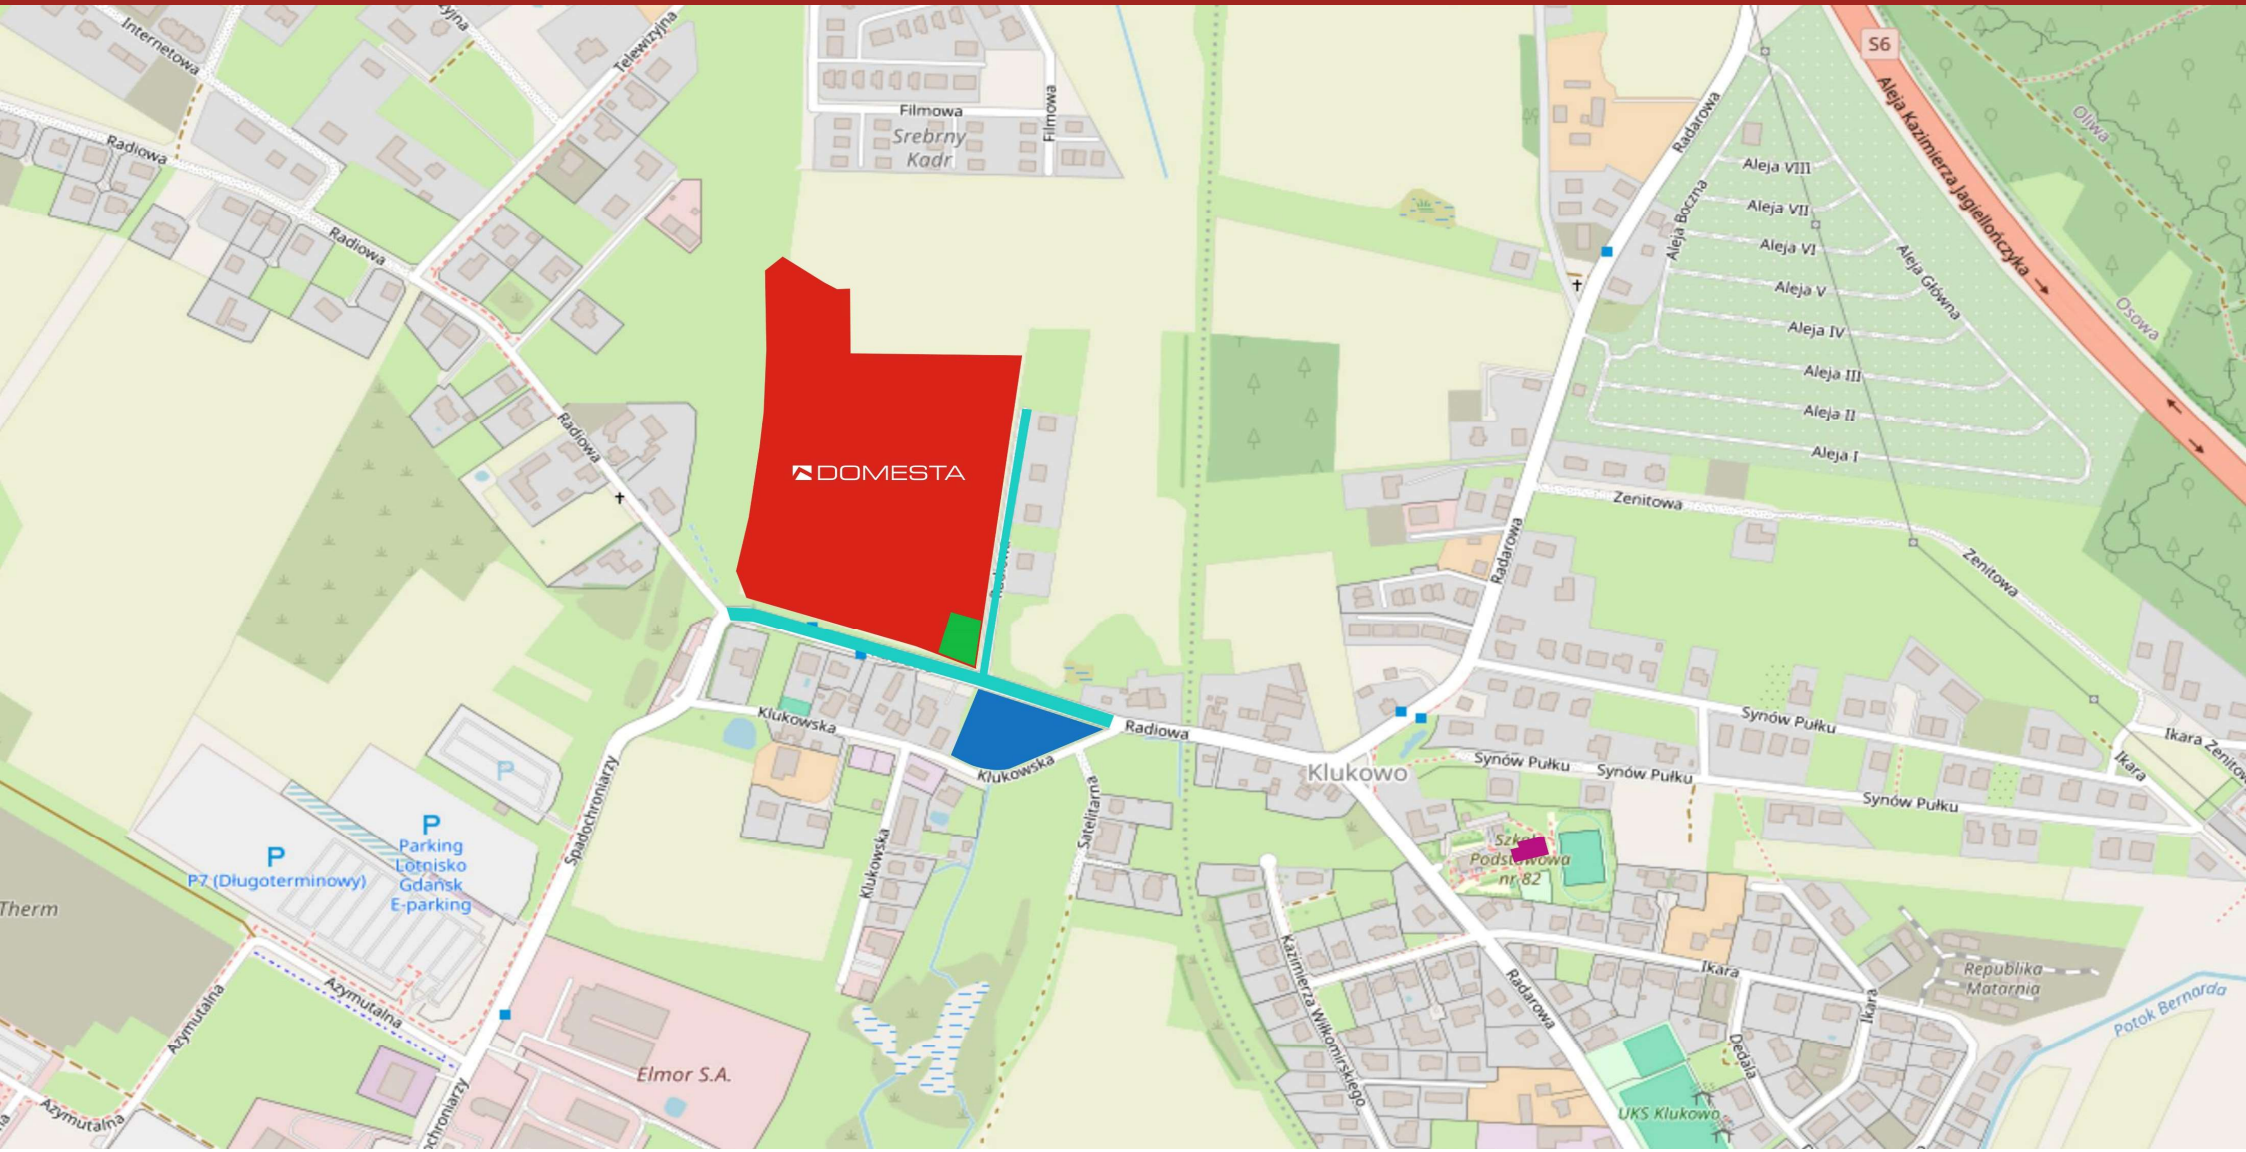 Internetowa
Telewizyjna
Radiowa
Radiowa
Filmowa
Filmowa
Srebrny
Kadr
S6
Aleja Kazimierza Jagiellończyka
Oliwa
Osowa
Radarowa
Aleja Boczna
Aleja VIII
Aleja VII
Aleja VI
Aleja V
Aleja IV
Aleja III
Aleja II
Aleja I
Aleja Główna
Radiowa
DOMESTA
Radiowa
Zenitowa
Zenitowa
Radarowa
Klukowska
Klukowska
Radiowa
Klukowo
Synów Pułku
Synów Pułku
Synów Pułku
Synów Pułku
Ikara
Ikara Zenitow
Satelitarna
Klukowska
Spadochroniarzy
P
P
Parking
Lotnisko
Gdańsk
E-parking
P
P7 (Długoterminowy)
Therm
Azymutalna
Azymutalna
Azymutalna
ochroniarzy
Elmor S.A.
Podstawowa
nr 82
Kazimierza Wiłkomirskiego
Radarowa
Ikara
Ikara
Dedala
Republika
Matarnia
Potok Bernarda
UKS Klukowo